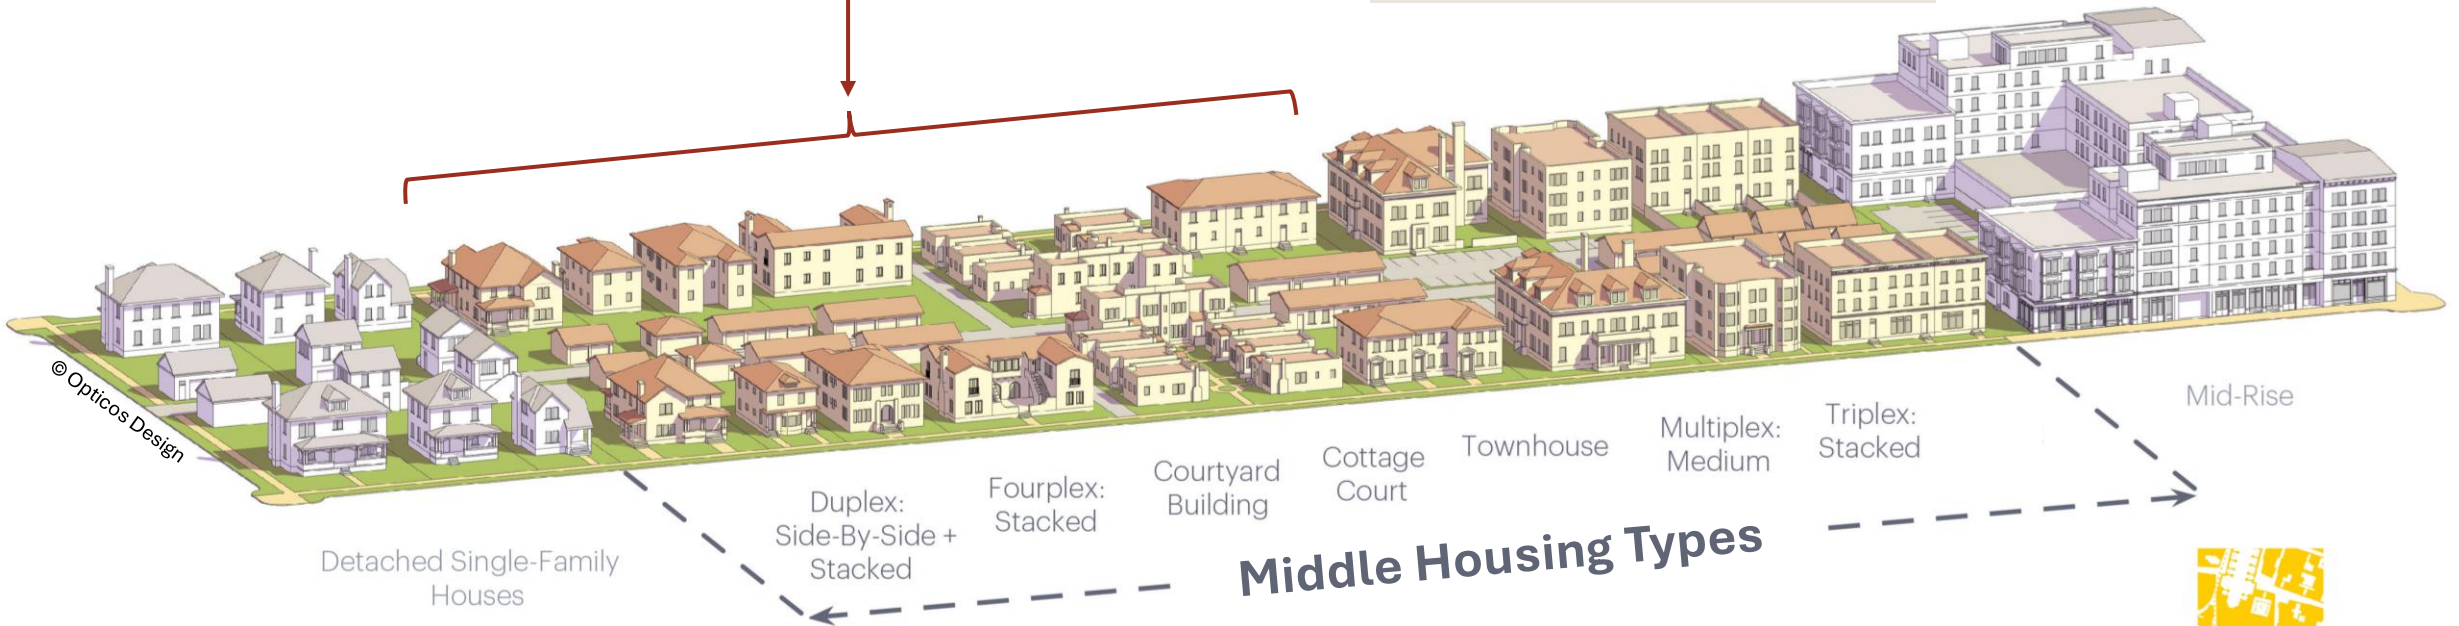 © Opticos Design
Detached Single-Family
Houses
Duplex:
Side-By-Side +
Stacked
Fourplex:
Stacked
Courtyard
Building
Cottage
Court
Townhouse
Multiplex:
Medium
Triplex:
Stacked
Mid-Rise
Middle Housing Types